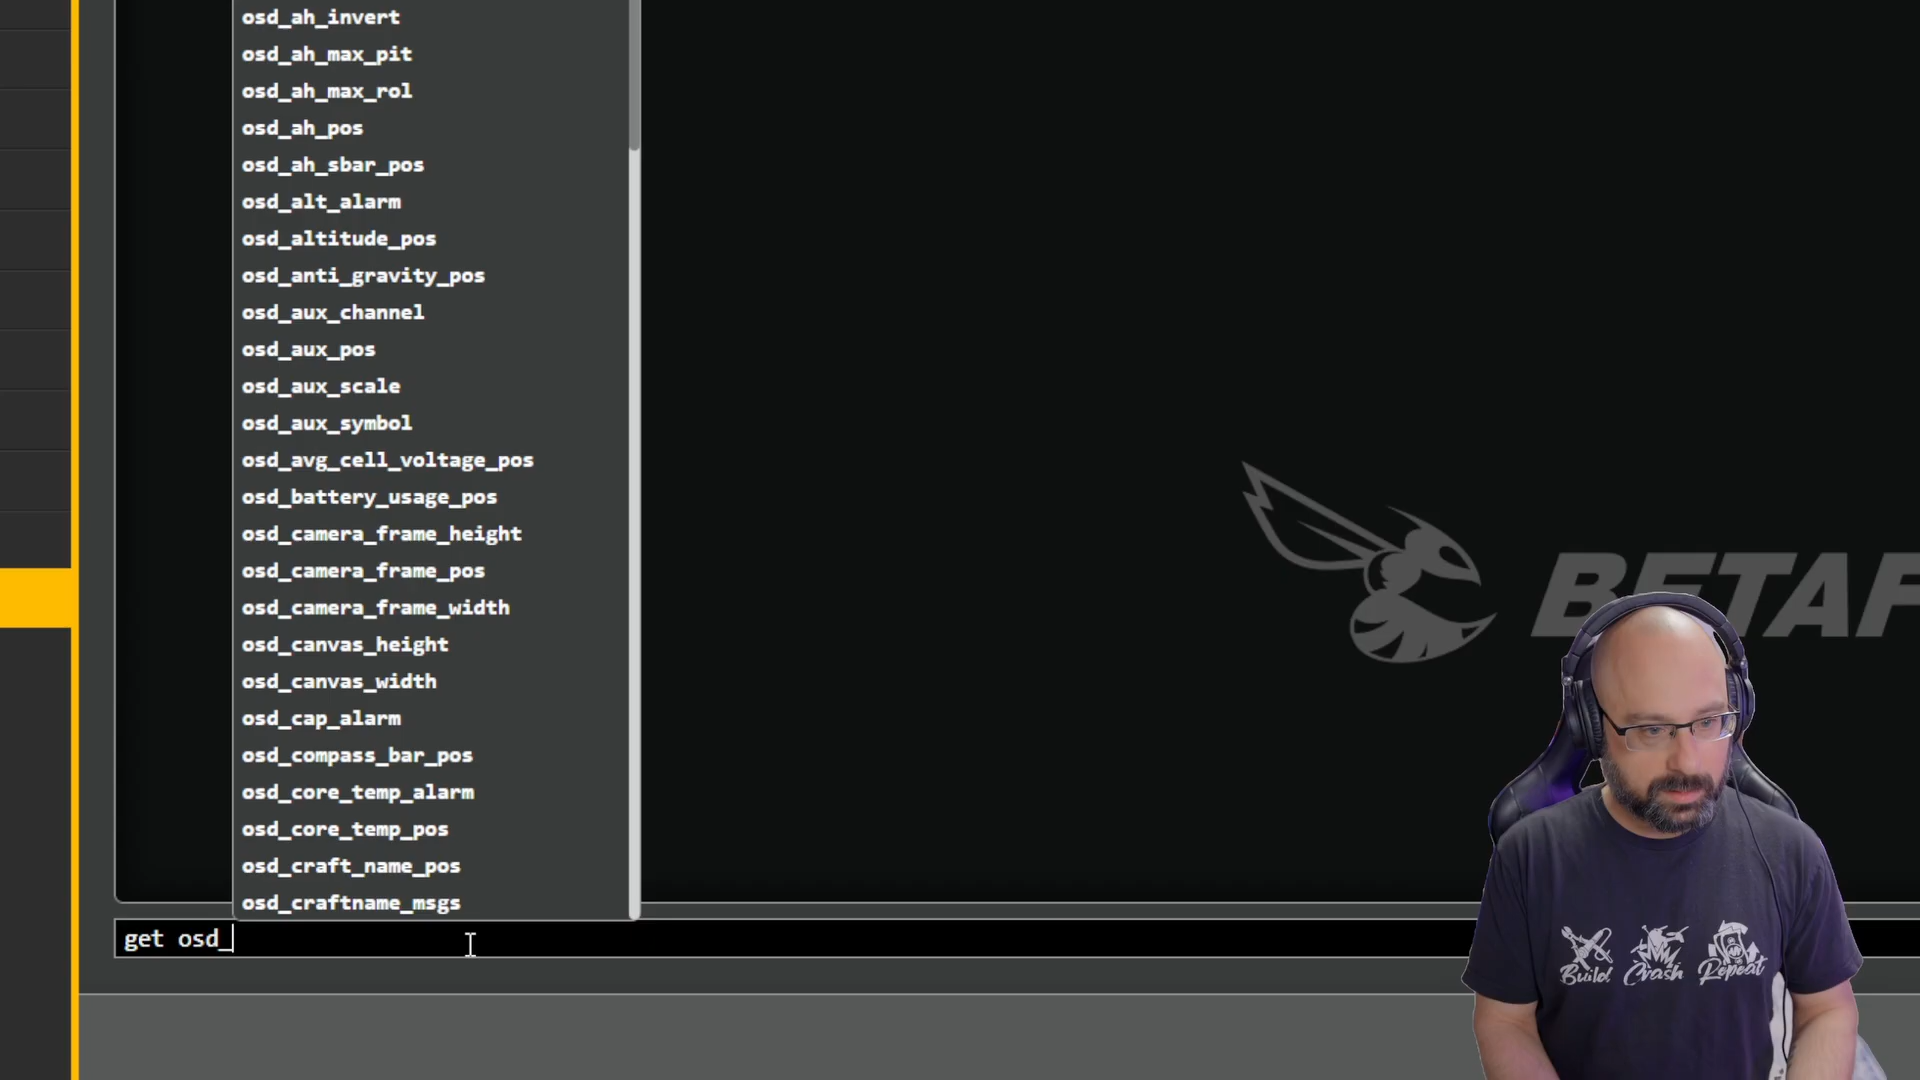 osd_ah_invert
osd_ah_max_pit
osd_ah_max_rol
osd_ah_pos
osd_ah_sbar_pos
osd_alt_alarm
osd_altitude_pos
osd_anti_gravity_pos
osd_aux_channel
osd_aux_pos
osd_aux_scale
osd_aux_symbol
osd_avg_cell_voltage_pos
osd_battery_usage_pos
osd_camera_frame_height
osd_camera_frame_pos
osd_camera_frame_width
osd_canvas_height
osd_canvas_width
osd_cap_alarm
osd_compass_bar_pos
osd_core_temp_alarm
osd_core_temp_pos
osd_craft_name_pos
osd_craftname_msgs
get osd_
BETAF
Build Crash Repeat